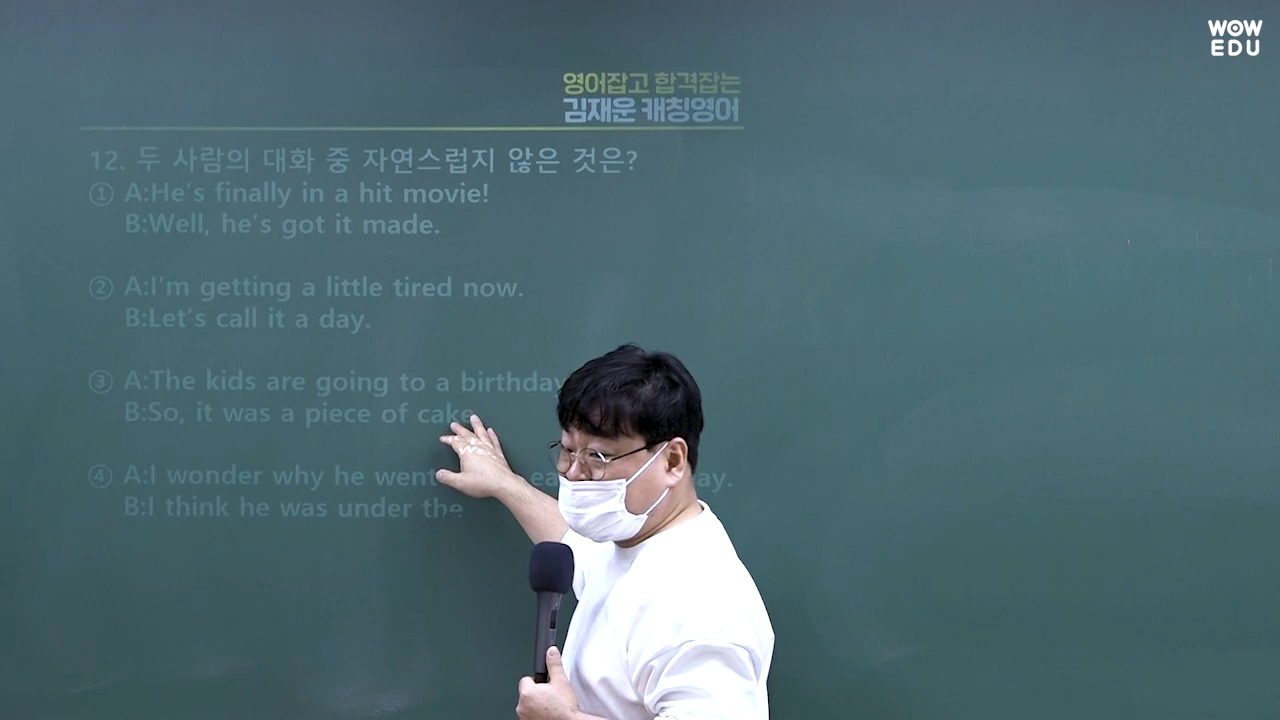 WOW
EDU
영어잡고 합격잡는
김재운 캐칭영어
12. 두 사람의 대화 중 자연스럽지 않은 것은?
① A:He's finally in a hit movie!
B:Well, he's got it made.
② A:I'm getting a little tired now.
B:Let's call it a day.
③ A:The kids are going to a birthday
B:So, it was a piece of cake
④ A:I wonder why he went
B:I think he was under the